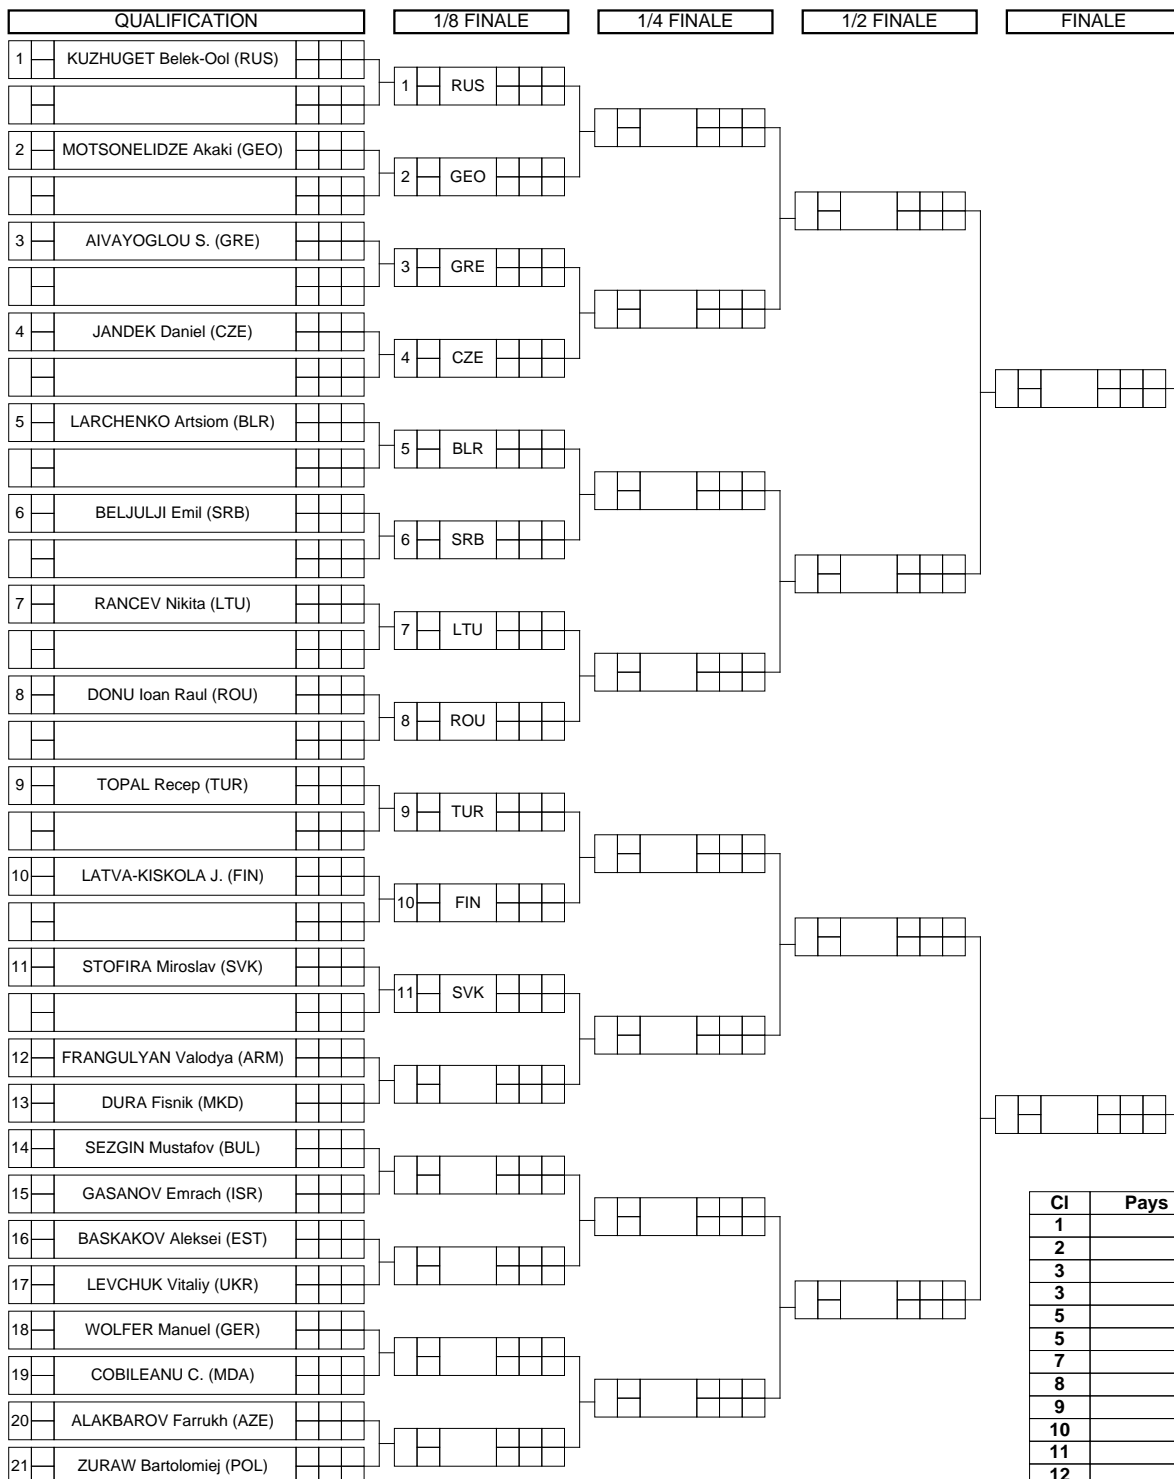 QUALIFICATION 1/8 FINALE 1/4 FINALE 1/2 FINALE FINALE
1 KUZHUGET Belek-Ool (RUS)
1 RUS
2 MOTSONELIDZE Akaki (GEO)
2 GEO
3 AIVAYOGLOU S. (GRE)
3 GRE
4 JANDEK Daniel (CZE)
4 CZE
5 LARCHENKO Artsiom (BLR)
5 BLR
6 BELJULJI Emil (SRB)
6 SRB
7 RANCEV Nikita (LTU)
7 LTU
8 DONU Ioan Raul (ROU)
8 ROU
9 TOPAL Recep (TUR)
9 TUR
10 LATVA-KISKOLA J. (FIN)
10 FIN
11 STOFIRA Miroslav (SVK)
11 SVK
12 FRANGULYAN Valodya (ARM)
13 DURA Fisnik (MKD)
14 SEZGIN Mustafov (BUL)
15 GASANOV Emrach (ISR)
16 BASKAKOV Aleksei (EST)
17 LEVCHUK Vitaliy (UKR)
18 WOLFER Manuel (GER)
19 COBILEANU C. (MDA)
20 ALAKBAROV Farrukh (AZE)
21 ZURAW Bartolomiej (POL)
Cl Pays
1
2
3
3
5
5
7
8
9
10
11
12